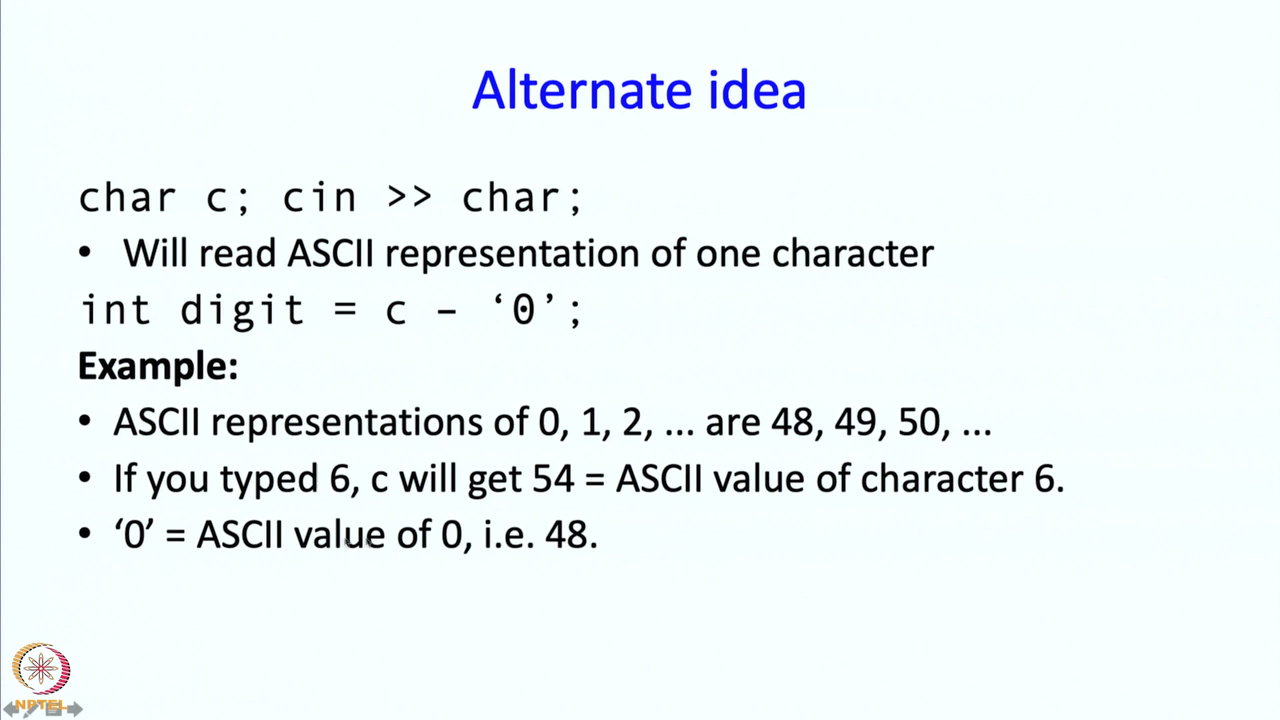 Alternate idea
char c; cin >> char;
• Will read ASCII representation of one character
int digit = c – ‘0’;
Example:
• ASCII representations of 0, 1, 2, ... are 48, 49, 50, ...
• If you typed 6, c will get 54 = ASCII value of character 6.
• ‘0’ = ASCII value of 0, i.e. 48.
NPTEL